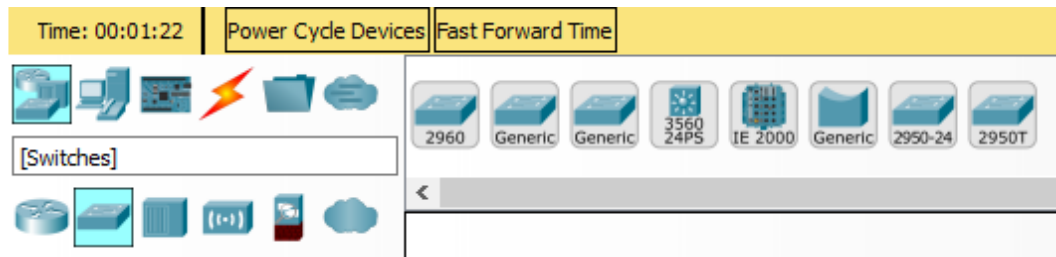 Time: 00:01:22 Power Cycle Devices Fast Forward Time
2960 Generic Generic 3560 24PS IE 2000 Generic 2950-24 2950T
[Switches]